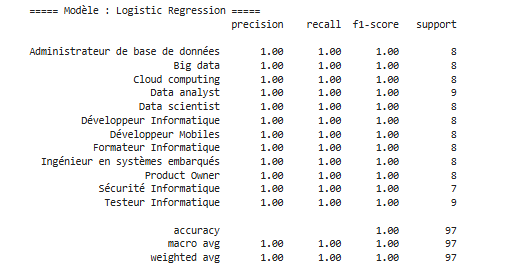 ===== Modèle : Logistic Regression =====
precision recall f1-score support
Administrateur de base de données 1.00 1.00 1.00 8
Big data 1.00 1.00 1.00 8
Cloud computing 1.00 1.00 1.00 8
Data analyst 1.00 1.00 1.00 9
Data scientist 1.00 1.00 1.00 8
Développeur Informatique 1.00 1.00 1.00 8
Développeur Mobiles 1.00 1.00 1.00 8
Formateur Informatique 1.00 1.00 1.00 8
Ingénieur en systèmes embarqués 1.00 1.00 1.00 8
Product Owner 1.00 1.00 1.00 8
Sécurité Informatique 1.00 1.00 1.00 7
Testeur Informatique 1.00 1.00 1.00 9
accuracy 1.00 97
macro avg 1.00 1.00 1.00 97
weighted avg 1.00 1.00 1.00 97